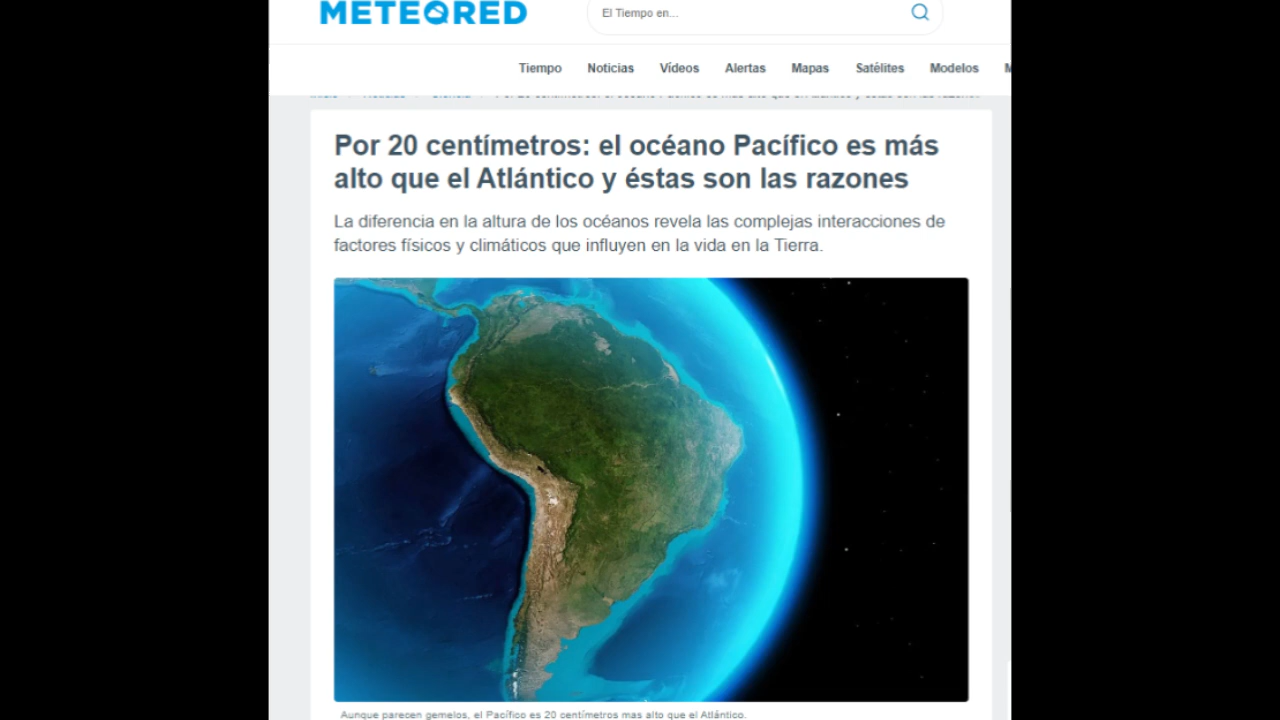 METEORED
El Tiempo en...
Tiempo Noticias Vídeos Alertas Mapas Satélites Modelos
Por 20 centímetros: el océano Pacífico es más
alto que el Atlántico y éstas son las razones
La diferencia en la altura de los océanos revela las complejas interacciones de
factores físicos y climáticos que influyen en la vida en la Tierra.
Aunque parecen gemelos, el Pacífico es 20 centímetros mas alto que el Atlántico.